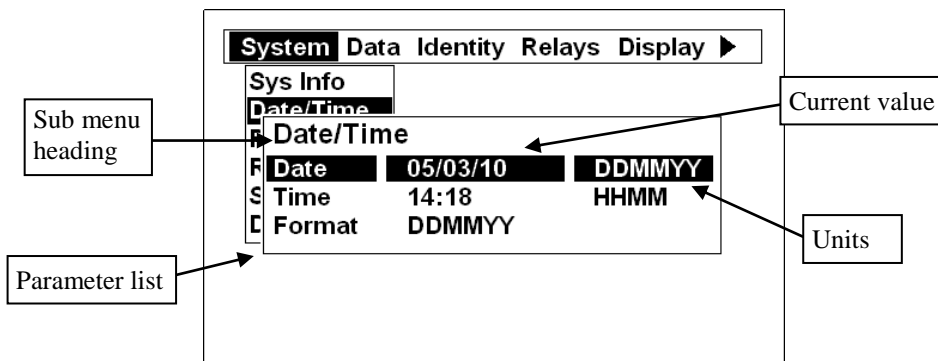 System Data Identity Relays Display ▶
Sys Info
Date/Time
Date/Time
Date 05/03/10 DDMMYY
Time 14:18 HHMM
Format DDMMYY
Sub menu
heading
Current value
Units
Parameter list